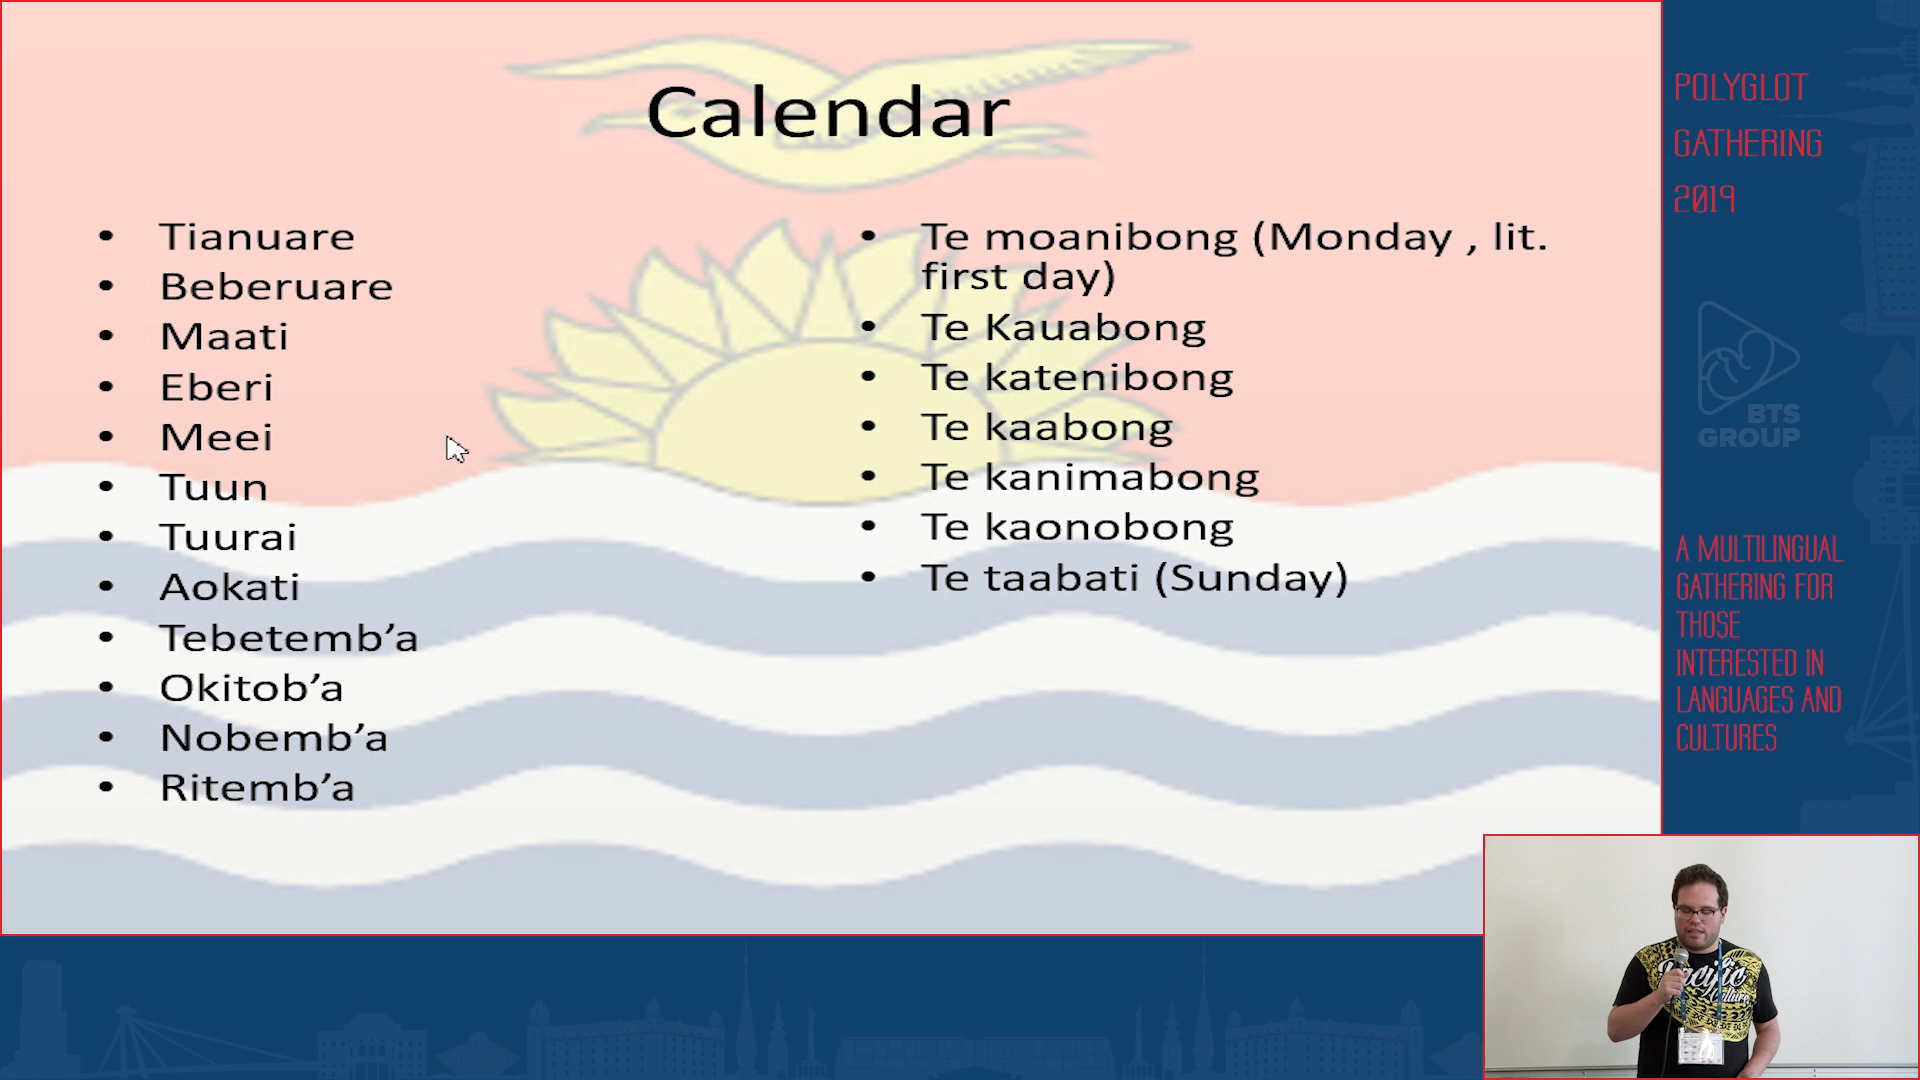 Calendar
• Tianuare
• Beberuare
• Maati
• Eberi
• Meei
• Tuun
• Tuurai
• Aokati
• Tebetemb’a
• Okitob’a
• Nobemb’a
• Ritemb’a
• Te moanibong (Monday , lit.
first day)
• Te Kauabong
• Te katenibong
• Te kaabong
• Te kanimabong
• Te kaonobong
• Te taabati (Sunday)
POLYGLOT
GATHERING
2019
BTS
GROUP
A MULTILINGUAL
GATHERING FOR
THOSE
INTERESTED IN
LANGUAGES AND
CULTURES
Pacific
Culture